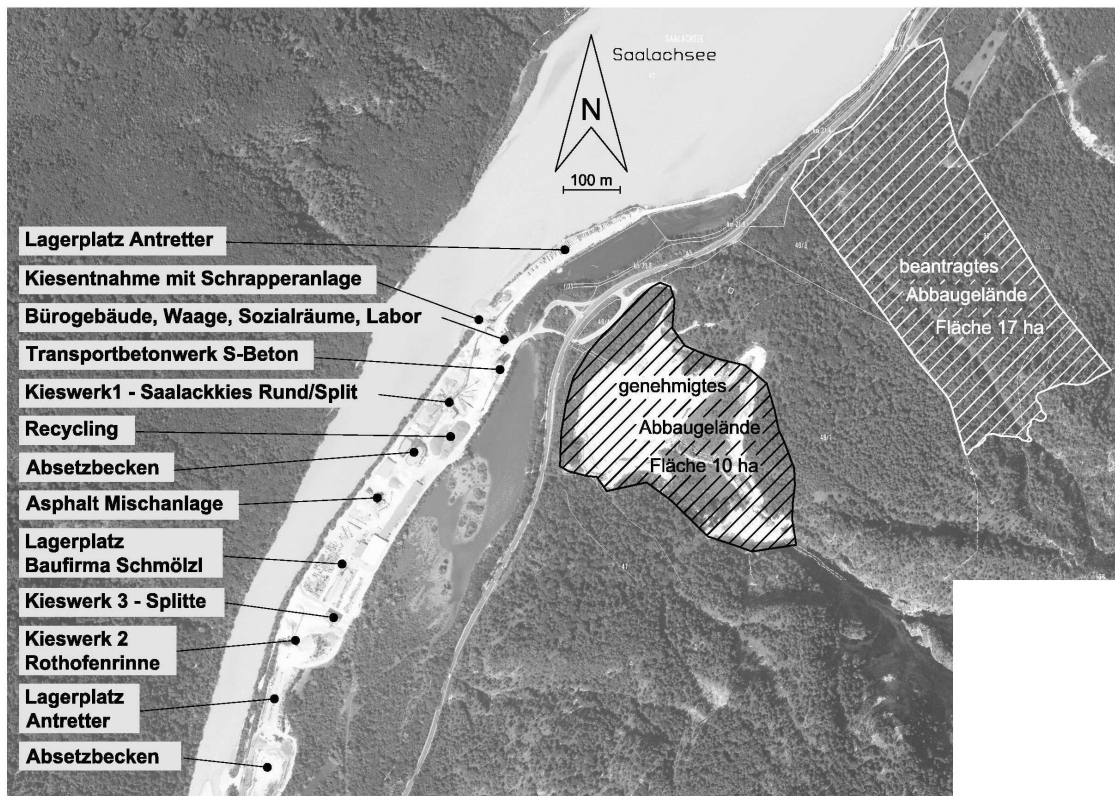 SAALACHSEE
Saalachsee
N
100 m
Lagerplatz Antretter
Kiesentnahme mit Schrapperanlage
Bürogebäude, Waage, Sozialräume, Labor
Transportbetonwerk S-Beton
Kieswerk1 - Saalackkies Rund/Split
Recycling
Absetzbecken
Asphalt Mischanlage
Lagerplatz
Baufirma Schmölzl
Kieswerk 3 - Splitte
Kieswerk 2
Rothofenrinne
Lagerplatz
Antretter
Absetzbecken
genehmigtes
Abbaugelände
Fläche 10 ha
beantragtes
Abbaugelände
Fläche 17 ha